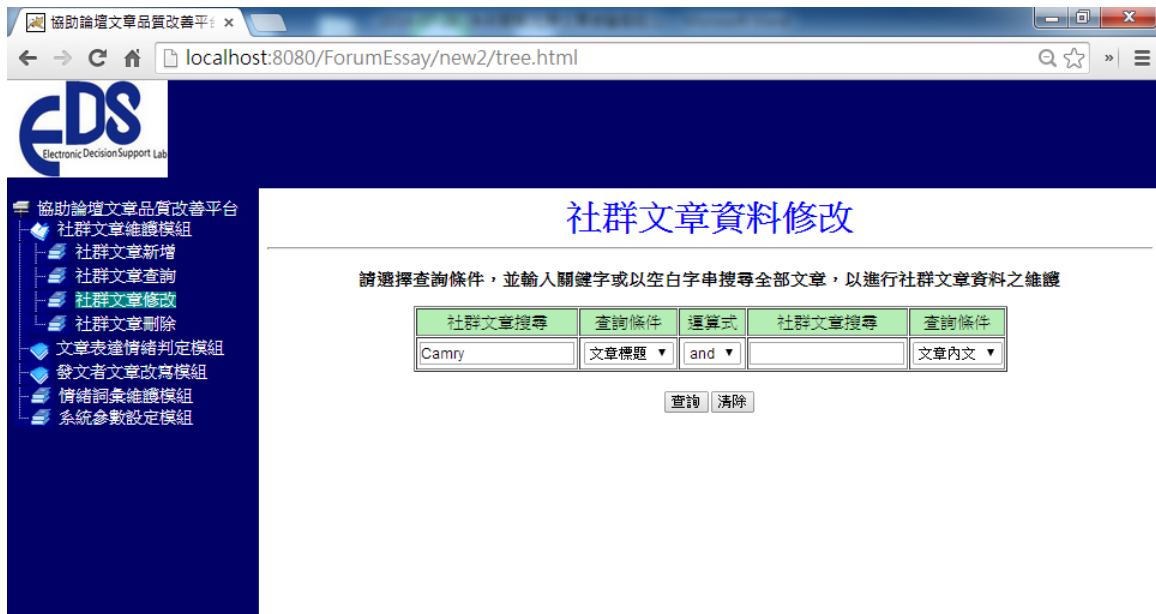 協助論壇文章品質改善平
localhost:8080/ForumEssay/new2/tree.html
EDS
Electronic Decision Support Lab
協助論壇文章品質改善平台
社群文章維護模組
社群文章新增
社群文章查詢
社群文章修改
社群文章刪除
文章表達情緒判定模組
發文者文章改寫模組
情緒詞彙維護模組
系統參數設定模組
社群文章資料修改
請選擇查詢條件，並輸入關鍵字或以空白字串搜尋全部文章，以進行社群文章資料之維護
社群文章搜尋 查詢條件 運算式 社群文章搜尋 查詢條件
Camry 文章標題 and 文章內文
查詢 清除